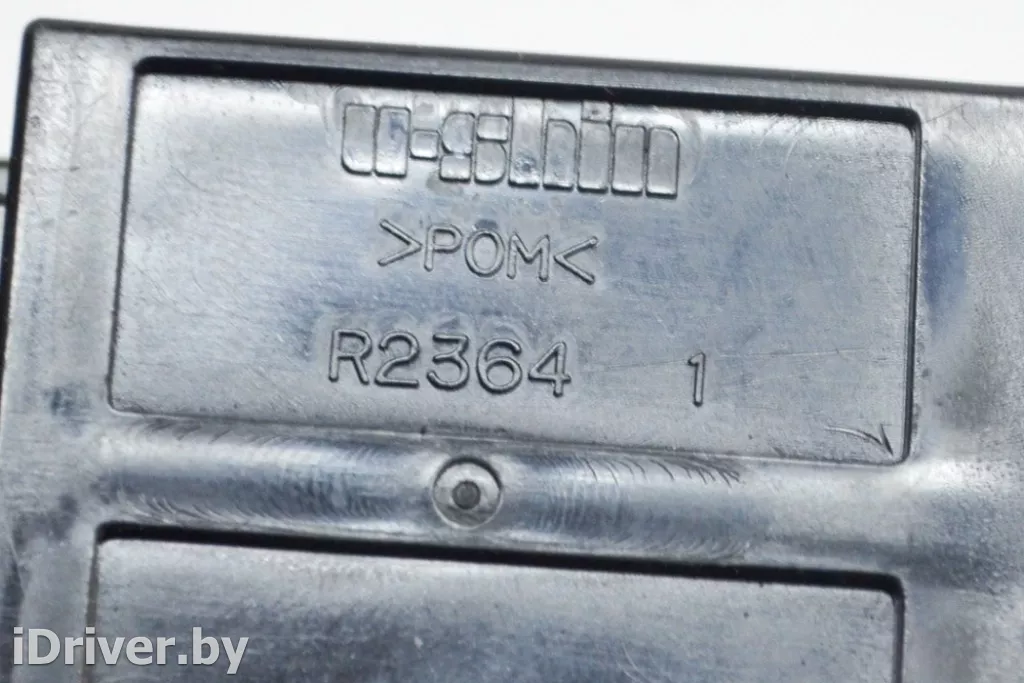 u-shin
>POM<
R2364 1
iDriver.by